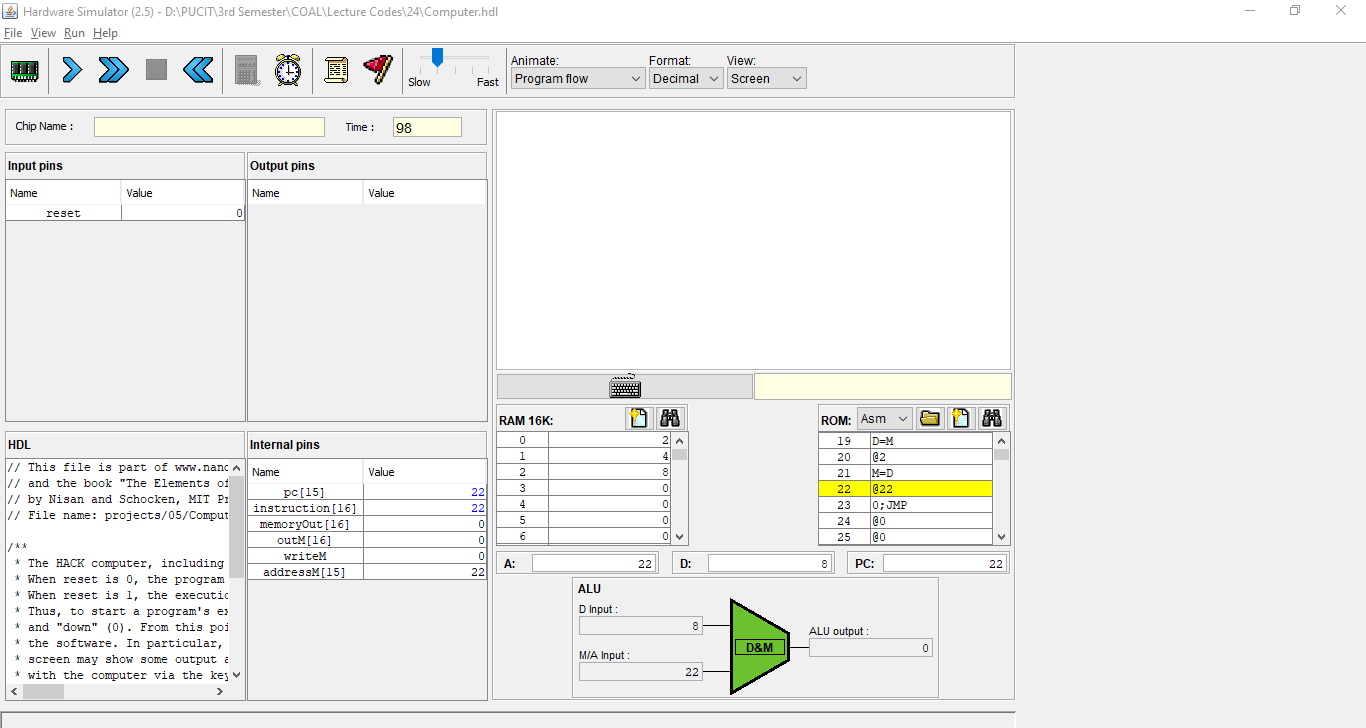 Hardware Simulator (2.5) - D:\PUCIT\3rd Semester\COAL\Lecture Codes\24\Computer.hdl
File View Run Help
Slow Fast
Animate: Format: View:
Program flow Decimal Screen
Chip Name : Time : 98
Input pins Output pins
Name Value Name Value
reset 0
RAM 16K: ROM: Asm
0 2
1 4
2 8
3 0
4 0
5 0
6 0
19 D=M
20 @2
21 M=D
22 @22
23 0;JMP
24 @0
25 @0
HDL
// This file is part of www.nand
// and the book "The Elements of
// by Nisan and Schocken, MIT Pr
// File name: projects/05/Comput
/**
* The HACK computer, including
* When reset is 0, the program
* When reset is 1, the executio
* Thus, to start a program's ex
* and "down" (0). From this poi
* the software. In particular,
* screen may show some output a
* with the computer via the key
Internal pins
Name Value
pc[15] 22
instruction[16] 22
memoryOut[16] 0
outM[16] 0
writeM 0
addressM[15] 22
A: 22 D: 8 PC: 22
ALU
D Input :
8
M/A Input :
22
D&M
ALU output :
0